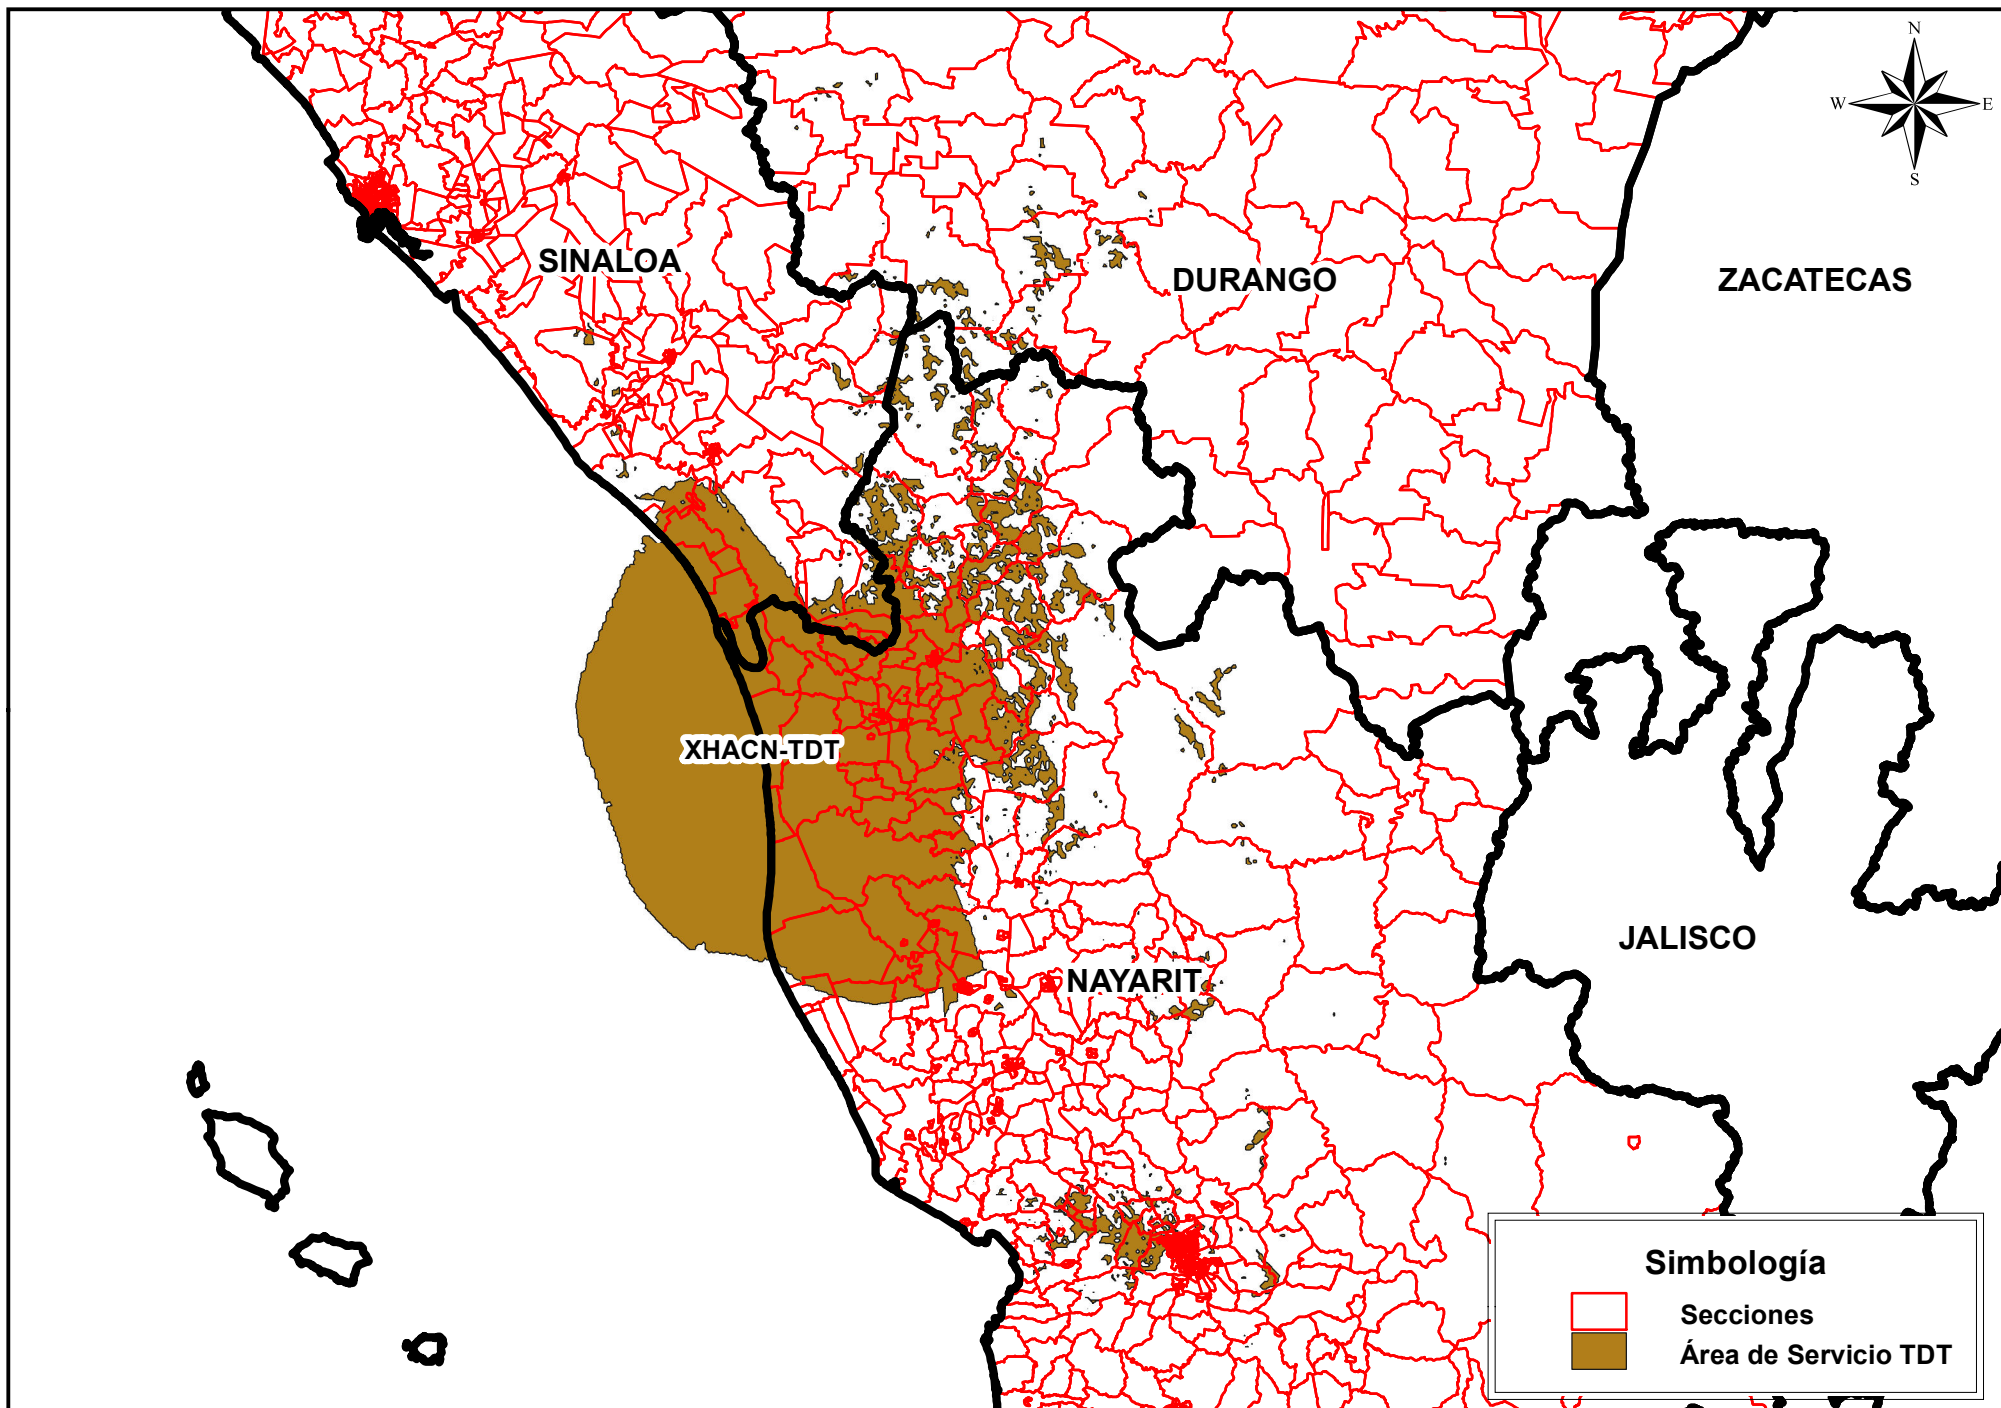 N
W
E
S
SINALOA
DURANGO
ZACATECAS
XHACN-TDT
JALISCO
NAYARIT
Simbología
Secciones
Área de Servicio TDT